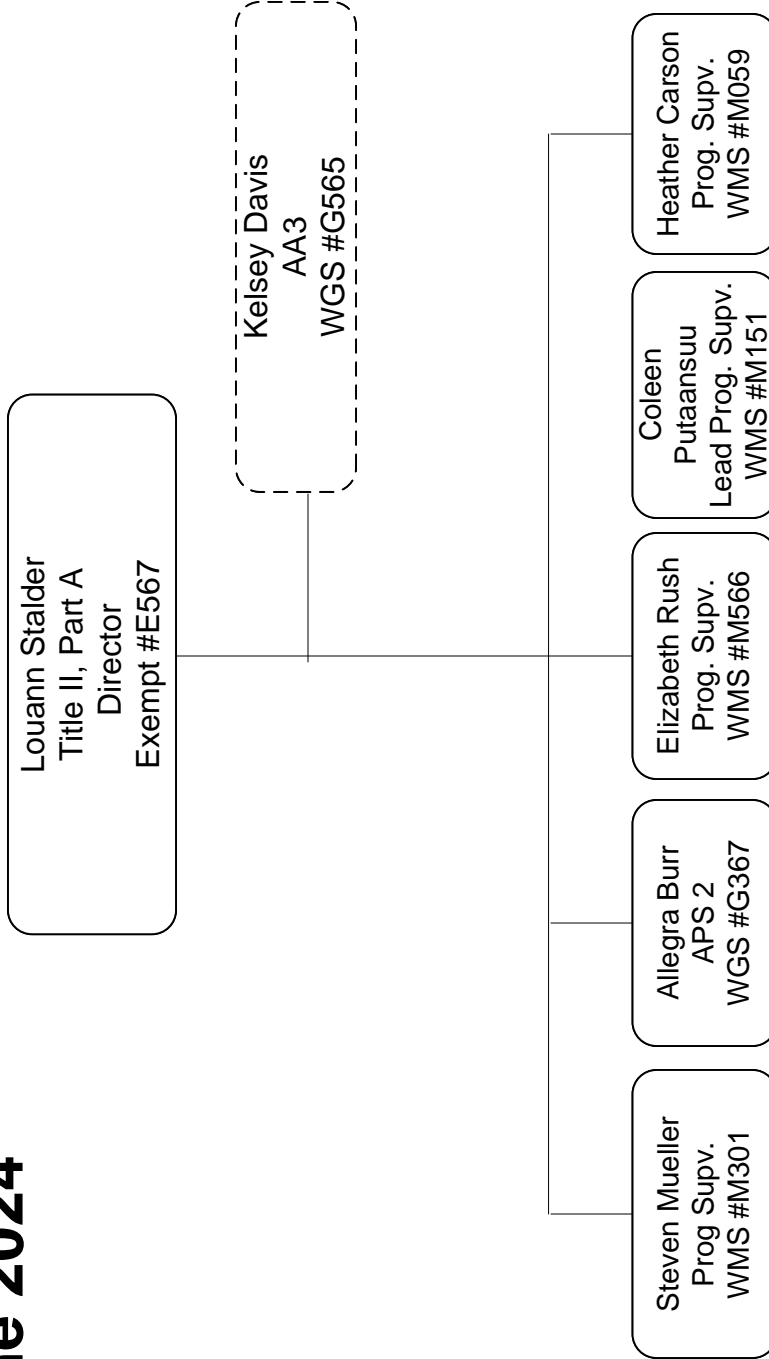 2024
Louann Stalder
Title II, Part A
Director
Exempt #E567
Kelsey Davis
AA3
WGS #G565
Steven Mueller
Prog Supv.
WMS #M301
Allegra Burr
APS 2
WGS #G367
Elizabeth Rush
Prog. Supv.
WMS #M566
Coleen
Putaansuu
Lead Prog. Supv.
WMS #M151
Heather Carson
Prog. Supv.
WMS #M059